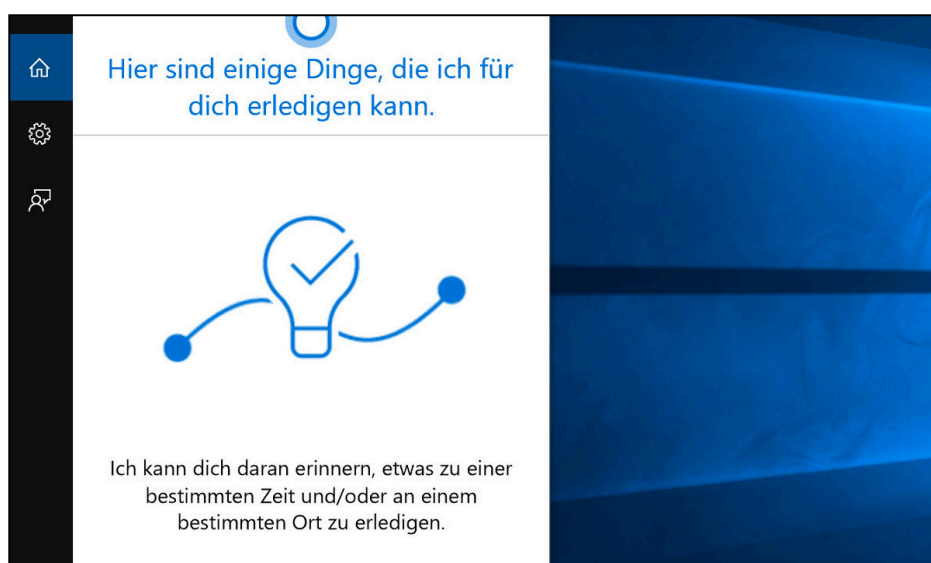 Hier sind einige Dinge, die ich für
dich erledigen kann.
Ich kann dich daran erinnern, etwas zu einer
bestimmten Zeit und/oder an einem
bestimmten Ort zu erledigen.